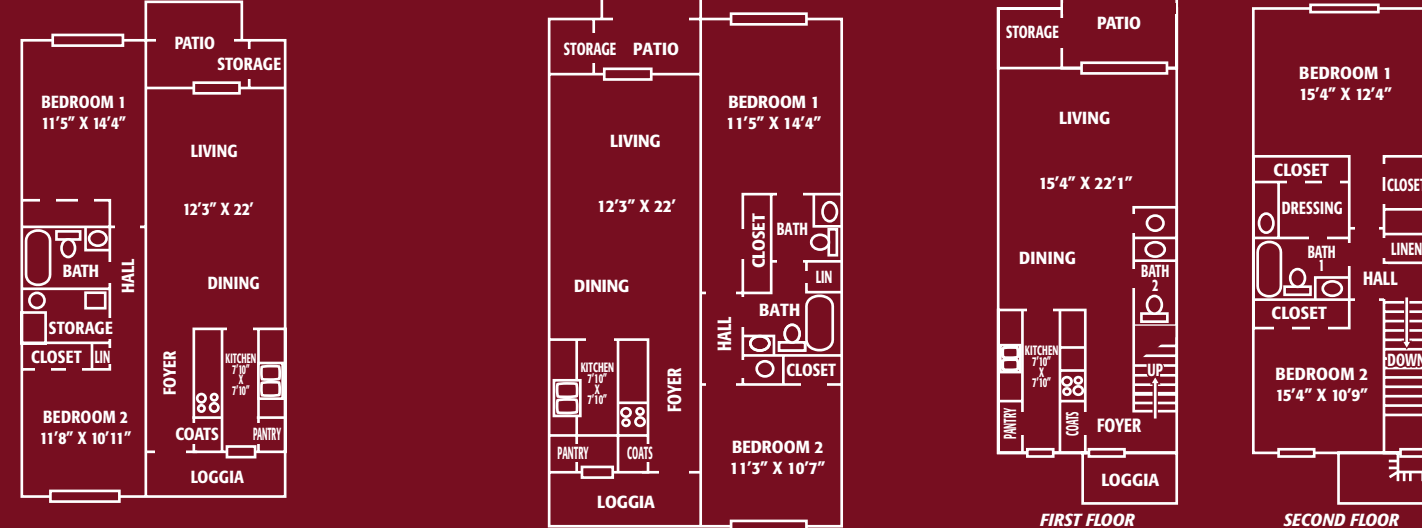 PATIO
STORAGE
BEDROOM 1
11'5" X 14'4"
LIVING
12'3" X 22'
BATH
HALL
DINING
STORAGE
CLOSET
LIN
FOYER
KITCHEN
7'10"
X
7'10"
BEDROOM 2
11'8" X 10'11"
COATS
PANTRY
LOGGIA
STORAGE
PATIO
BEDROOM 1
11'5" X 14'4"
LIVING
12'3" X 22'
CLOSET
BATH
LIN
DINING
BATH
HALL
CLOSET
KITCHEN
7'10"
X
7'10"
FOYER
PANTRY
COATS
BEDROOM 2
11'3" X 10'7"
LOGGIA
STORAGE
PATIO
LIVING
15'4" X 22'1"
DINING
BATH
2
KITCHEN
7'10"
X
7'10"
UP
PANTRY
COATS
FOYER
LOGGIA
FIRST FLOOR
BEDROOM 1
15'4" X 12'4"
CLOSET
CLOSET
DRESSING
BATH
1
LINEN
HALL
CLOSET
DOWN
BEDROOM 2
15'4" X 10'9"
SECOND FLOOR